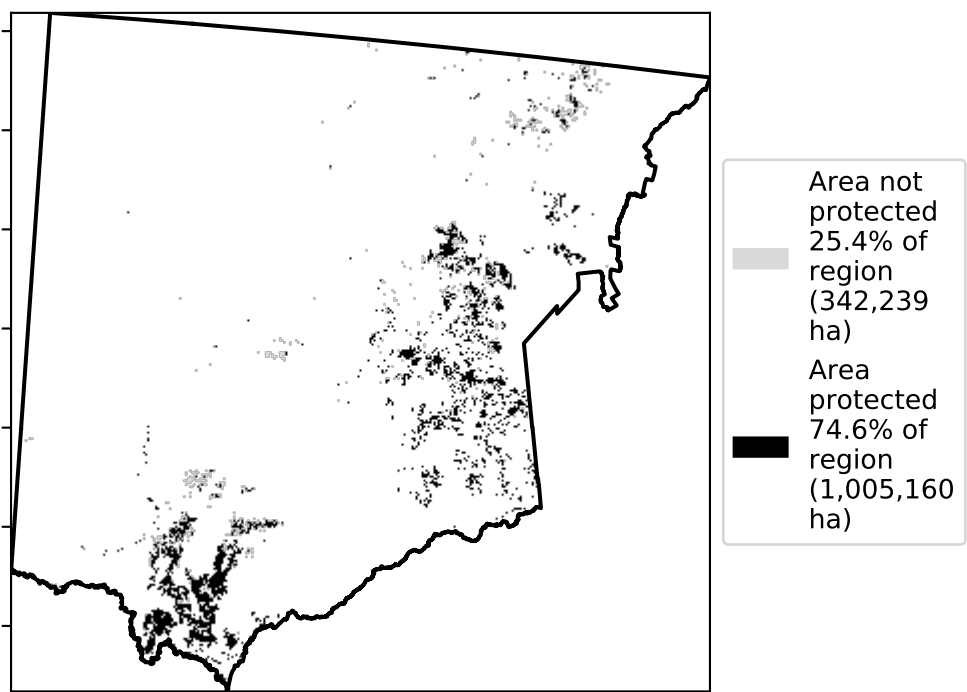 Area not
protected
25.4% of
region
(342,239
ha)
Area
protected
74.6% of
region
(1,005,160
ha)